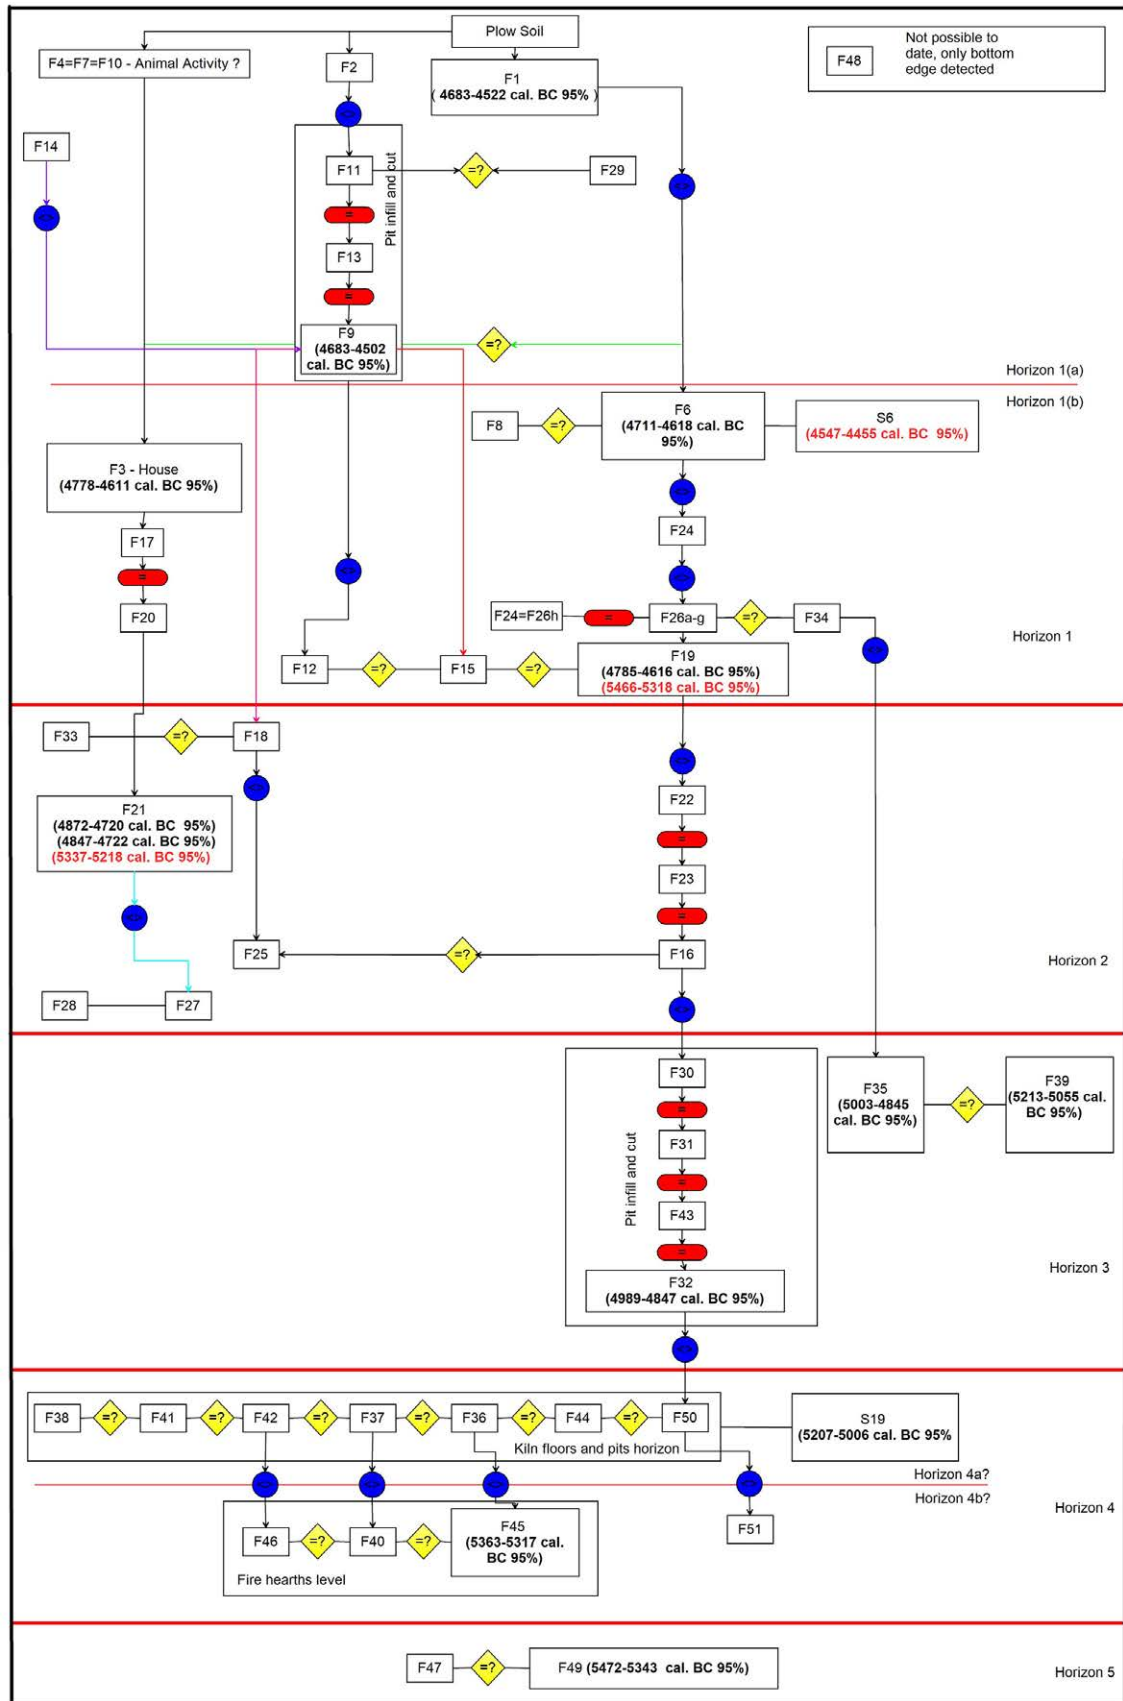 Plow Soil
Not possible to
date, only bottom
edge detected
F48
F4=F7=F10 - Animal Activity ?
F2
F1
( 4683-4522 cal. BC 95% )
<>
F14
F11
=?
F29
<>
<>
=
Pit infill and cut
F13
=
F9
(4683-4502
cal. BC 95%)
=?
Horizon 1(a)
Horizon 1(b)
F8
=?
F6
(4711-4618 cal. BC
95%)
S6
(4547-4455 cal. BC 95%)
F3 - House
(4778-4611 cal. BC 95%)
<>
F24
F17
=
<>
<>
F20
F24=F26h
=
F26a-g
=?
F34
<>
Horizon 1
F12
=?
F15
=?
F19
(4785-4616 cal. BC 95%)
(5466-5318 cal. BC 95%)
F33
=?
F18
<>
<>
F21
(4872-4720 cal. BC 95%)
(4847-4722 cal. BC 95%)
(5337-5218 cal. BC 95%)
F22
=
F23
<>
=
F25
=?
F16
Horizon 2
F28
F27
<>
F30
=
F31
=
F43
=
F32
(4989-4847 cal. BC 95%)
Pit infill and cut
F35
(5003-4845
cal. BC 95%)
=?
F39
(5213-5055 cal.
BC 95%)
Horizon 3
<>
F38
=?
F41
=?
F42
=?
F37
=?
F36
=?
F44
=?
F50
Kiln floors and pits horizon
S19
(5207-5006 cal. BC 95%
<>
<>
<>
<>
Horizon 4a?
Horizon 4b?
Horizon 4
F46
=?
F40
=?
F45
(5363-5317 cal.
BC 95%)
F51
Fire hearths level
F47
=?
F49 (5472-5343 cal. BC 95%)
Horizon 5